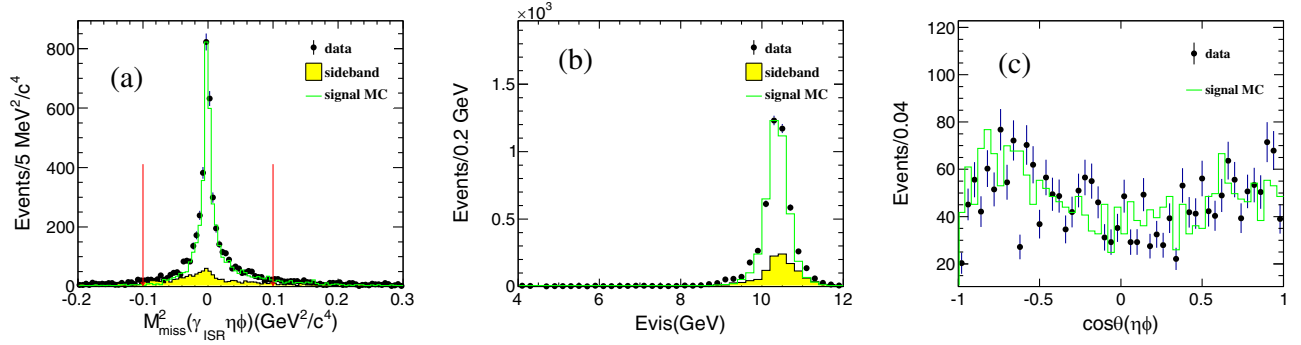 (a)
data
sideband
signal MC
800
600
400
200
0
-0.2 -0.1 0 0.1 0.2 0.3
Events/5 MeV²/c⁴
M²miss(γISRηφ)(GeV²/c⁴)
×10³
(b)
data
sideband
signal MC
1.5
1
0.5
0
4 6 8 10 12
Events/0.2 GeV
Evis(GeV)
(c)
data
signal MC
120
100
80
60
40
20
-1 -0.5 0 0.5 1
Events/0.04
cosθ(ηφ)